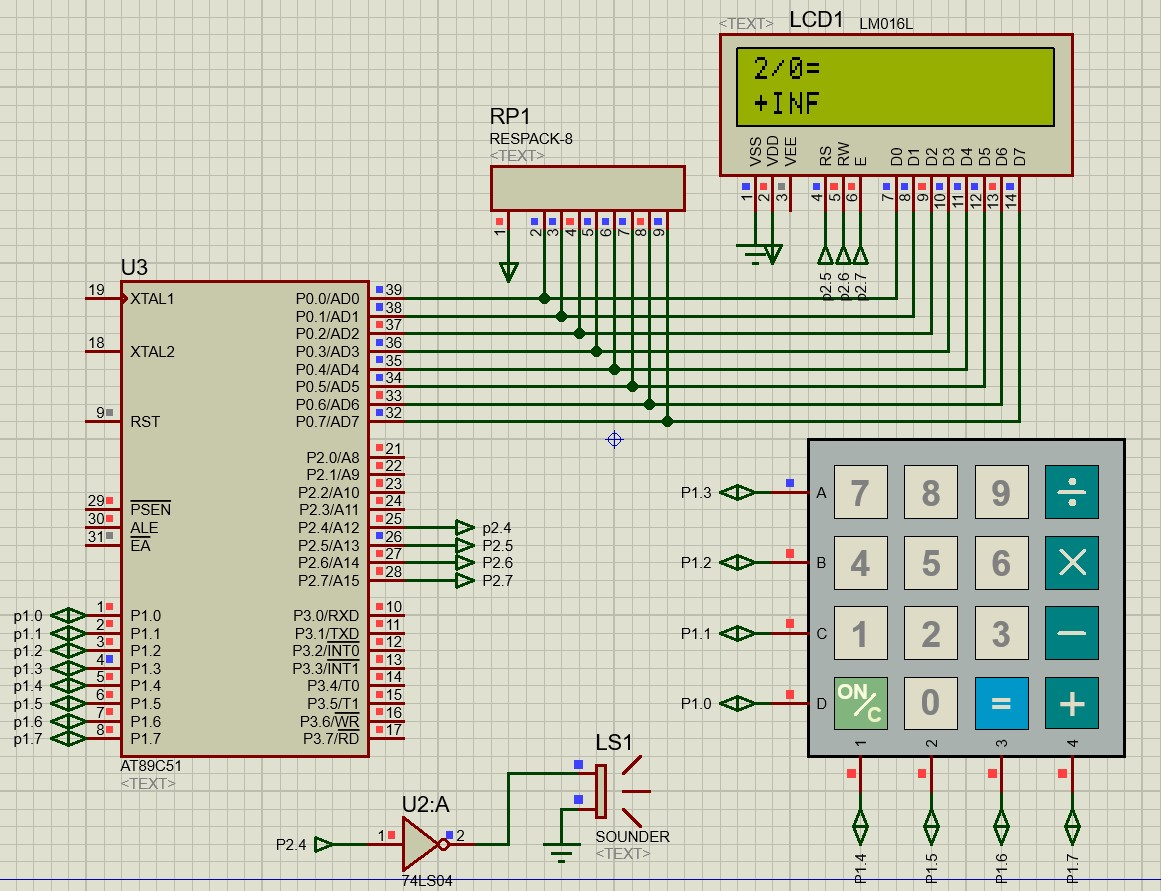 <TEXT> LCD1 LM016L
2/0=
+INF
VSS VDD VEE RS RW E D0 D1 D2 D3 D4 D5 D6 D7
1 2 3 4 5 6 7 8 9 10 11 12 13 14
p2.5 p2.6 p2.7
RP1
RESPACK-8
<TEXT>
1 2 3 4 5 6 7 8 9
U3
19 XTAL1 P0.0/AD0 39
P0.1/AD1 38
P0.2/AD2 37
18 XTAL2 P0.3/AD3 36
P0.4/AD4 35
P0.5/AD5 34
P0.6/AD6 33
9 RST P0.7/AD7 32
P2.0/A8 21
P2.1/A9 22
P2.2/A10 23
29 PSEN P2.3/A11 24
30 ALE P2.4/A12 25 p2.4
31 EA P2.5/A13 26 P2.5
P2.6/A14 27 P2.6
P2.7/A15 28 P2.7
p1.0 1 P1.0 P3.0/RXD 10
p1.1 2 P1.1 P3.1/TXD 11
p1.2 3 P1.2 P3.2/INT0 12
p1.3 4 P1.3 P3.3/INT1 13
p1.4 5 P1.4 P3.4/T0 14
p1.5 6 P1.5 P3.5/T1 15
p1.6 7 P1.6 P3.6/WR 16
p1.7 8 P1.7 P3.7/RD 17
AT89C51
<TEXT>
P1.3 A 7 8 9 ÷
P1.2 B 4 5 6 ×
P1.1 C 1 2 3 −
P1.0 D ON/C 0 = +
1 2 3 4
P1.4 P1.5 P1.6 P1.7
LS1
SOUNDER
<TEXT>
U2:A
P2.4 1 2
74LS04